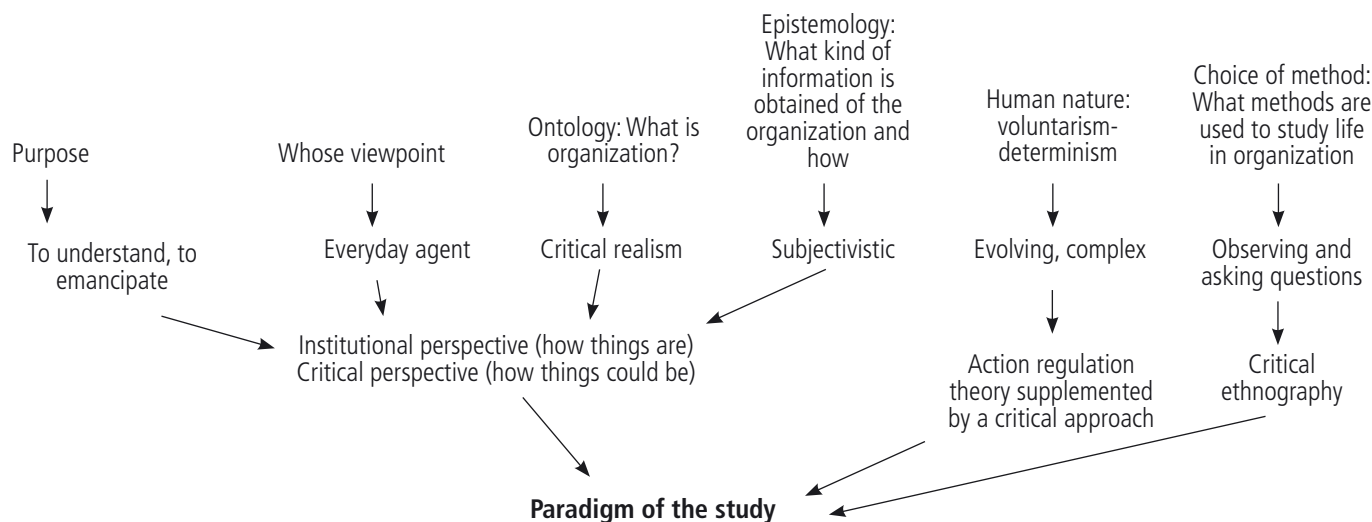 Purpose
Whose viewpoint
Ontology: What is
organization?
Epistemology:
What kind of
information is
obtained of the
organization and
how
Human nature:
voluntarism-
determinism
Choice of method:
What methods are
used to study life
in organization
To understand, to
emancipate
Everyday agent
Critical realism
Subjectivistic
Evolving, complex
Observing and
asking questions
Institutional perspective (how things are)
Critical perspective (how things could be)
Action regulation
theory supplemented
by a critical approach
Critical
ethnography
Paradigm of the study